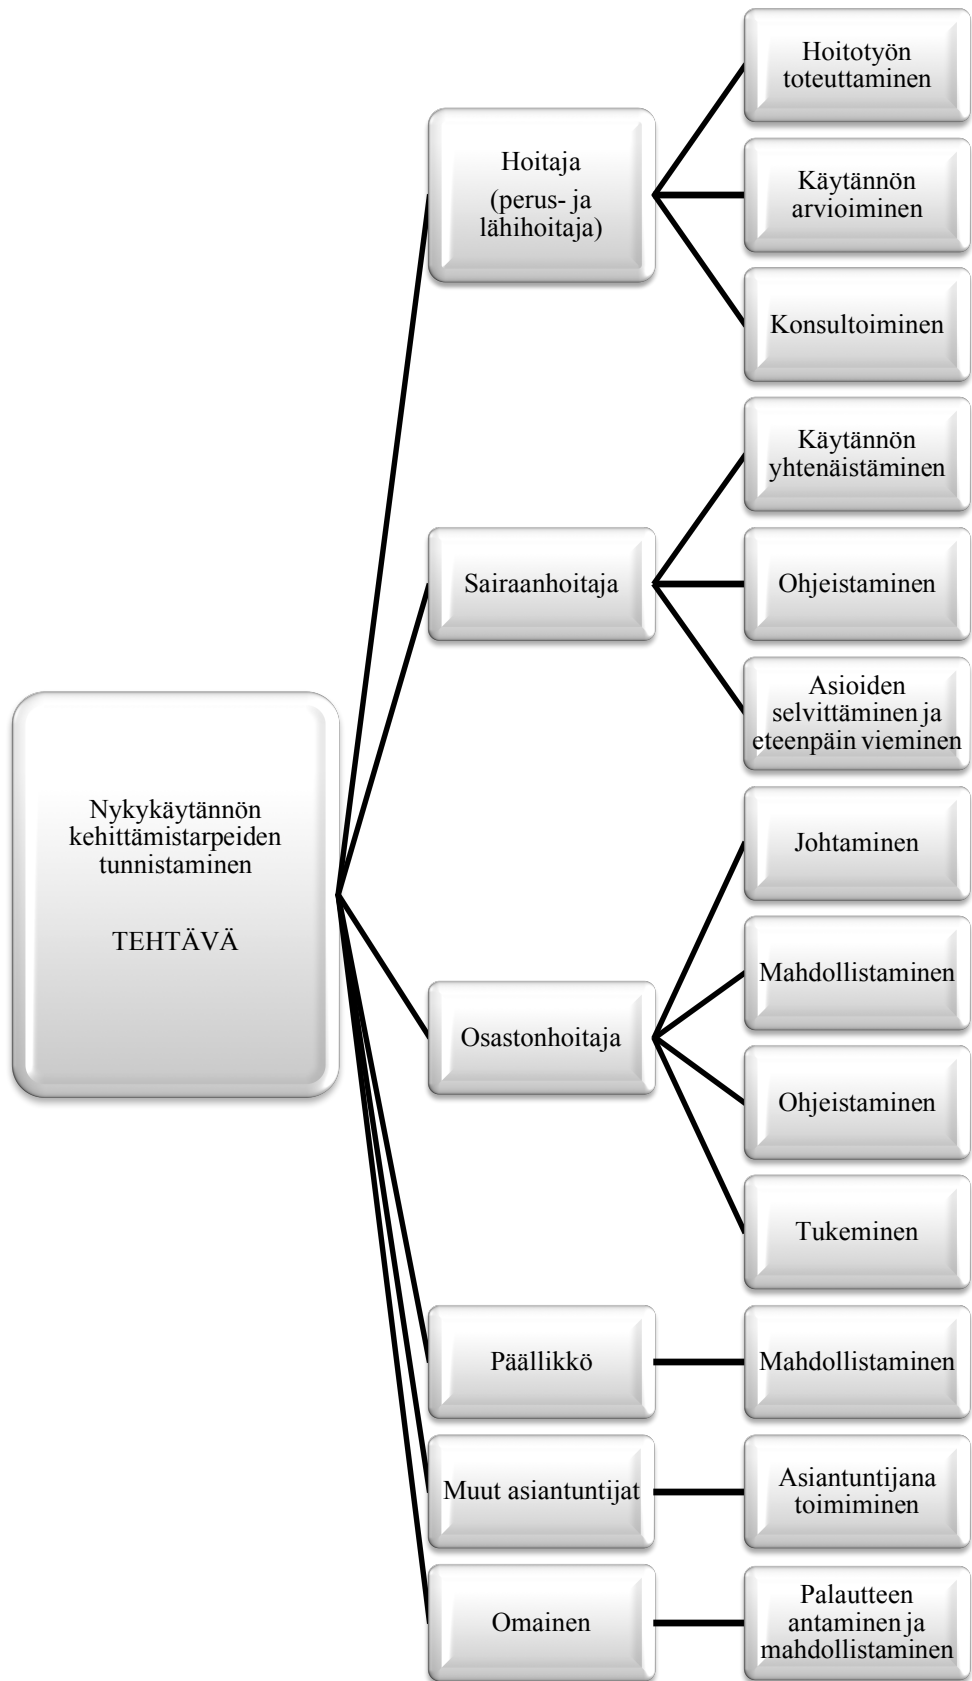 Nykykäytännön
kehittämistarpeiden
tunnistaminen
TEHTÄVÄ
Hoitaja
(perus- ja
lähihoitaja)
Hoitotyön
toteuttaminen
Käytännön
arvioiminen
Konsultoiminen
Sairaanhoitaja
Käytännön
yhtenäistäminen
Ohjeistaminen
Asioiden
selvittäminen ja
eteenpäin vieminen
Osastonhoitaja
Johtaminen
Mahdollistaminen
Ohjeistaminen
Tukeminen
Päällikkö
Mahdollistaminen
Muut asiantuntijat
Asiantuntijana
toimiminen
Omainen
Palautteen
antaminen ja
mahdollistaminen